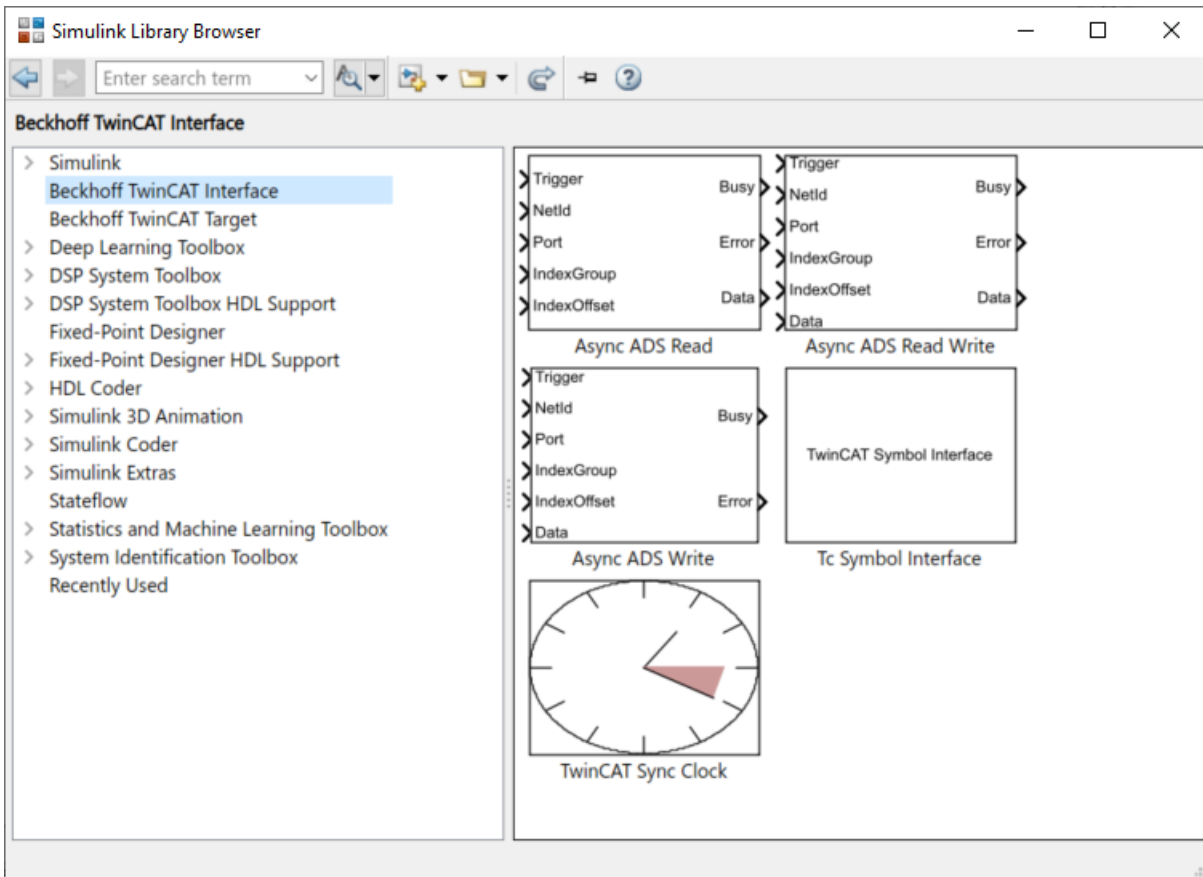 Simulink Library Browser
Enter search term
Beckhoff TwinCAT Interface
Simulink
Beckhoff TwinCAT Interface
Beckhoff TwinCAT Target
Deep Learning Toolbox
DSP System Toolbox
DSP System Toolbox HDL Support
Fixed-Point Designer
Fixed-Point Designer HDL Support
HDL Coder
Simulink 3D Animation
Simulink Coder
Simulink Extras
Stateflow
Statistics and Machine Learning Toolbox
System Identification Toolbox
Recently Used
Trigger
NetId
Port
IndexGroup
IndexOffset
Busy
Error
Data
Async ADS Read
Trigger
NetId
Port
IndexGroup
IndexOffset
Data
Busy
Error
Data
Async ADS Read Write
Trigger
NetId
Port
IndexGroup
IndexOffset
Data
Busy
Error
Async ADS Write
TwinCAT Symbol Interface
Tc Symbol Interface
TwinCAT Sync Clock